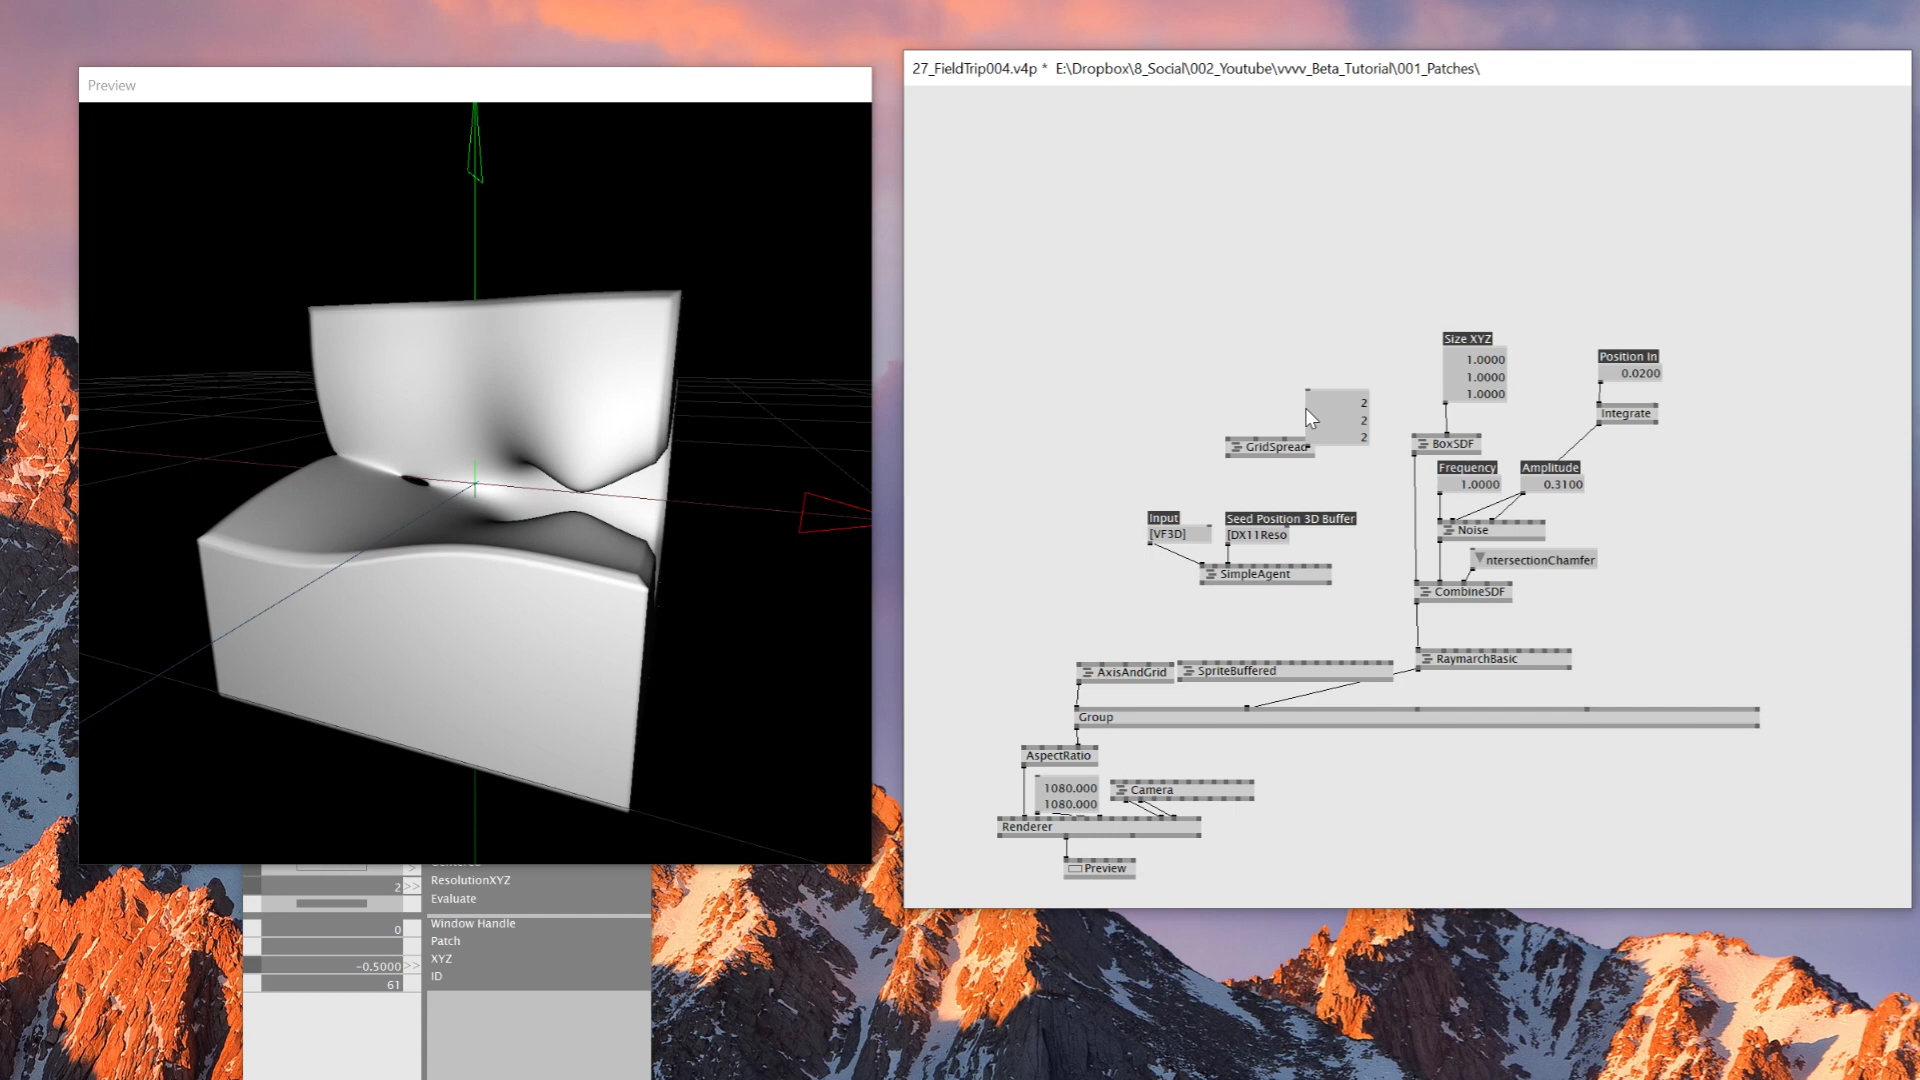 Preview
27_FieldTrip004.v4p * E:\Dropbox\8_Social\002_Youtube\vvvv_Beta_Tutorial\001_Patches\
Size XYZ
1.0000
1.0000
1.0000
Position In
0.0200
2
2
2
Integrate
GridSpread
BoxSDF
Frequency
1.0000
Amplitude
0.3100
Input
[VF3D]
Seed Position 3D Buffer
[DX11Reso
Noise
ntersectionChamfer
SimpleAgent
CombineSDF
RaymarchBasic
AxisAndGrid
SpriteBuffered
Group
AspectRatio
1080.000
1080.000
Camera
Renderer
Preview
2 >> ResolutionXYZ
Evaluate
0 Window Handle
Patch
-0.5000 >> XYZ
61 ID